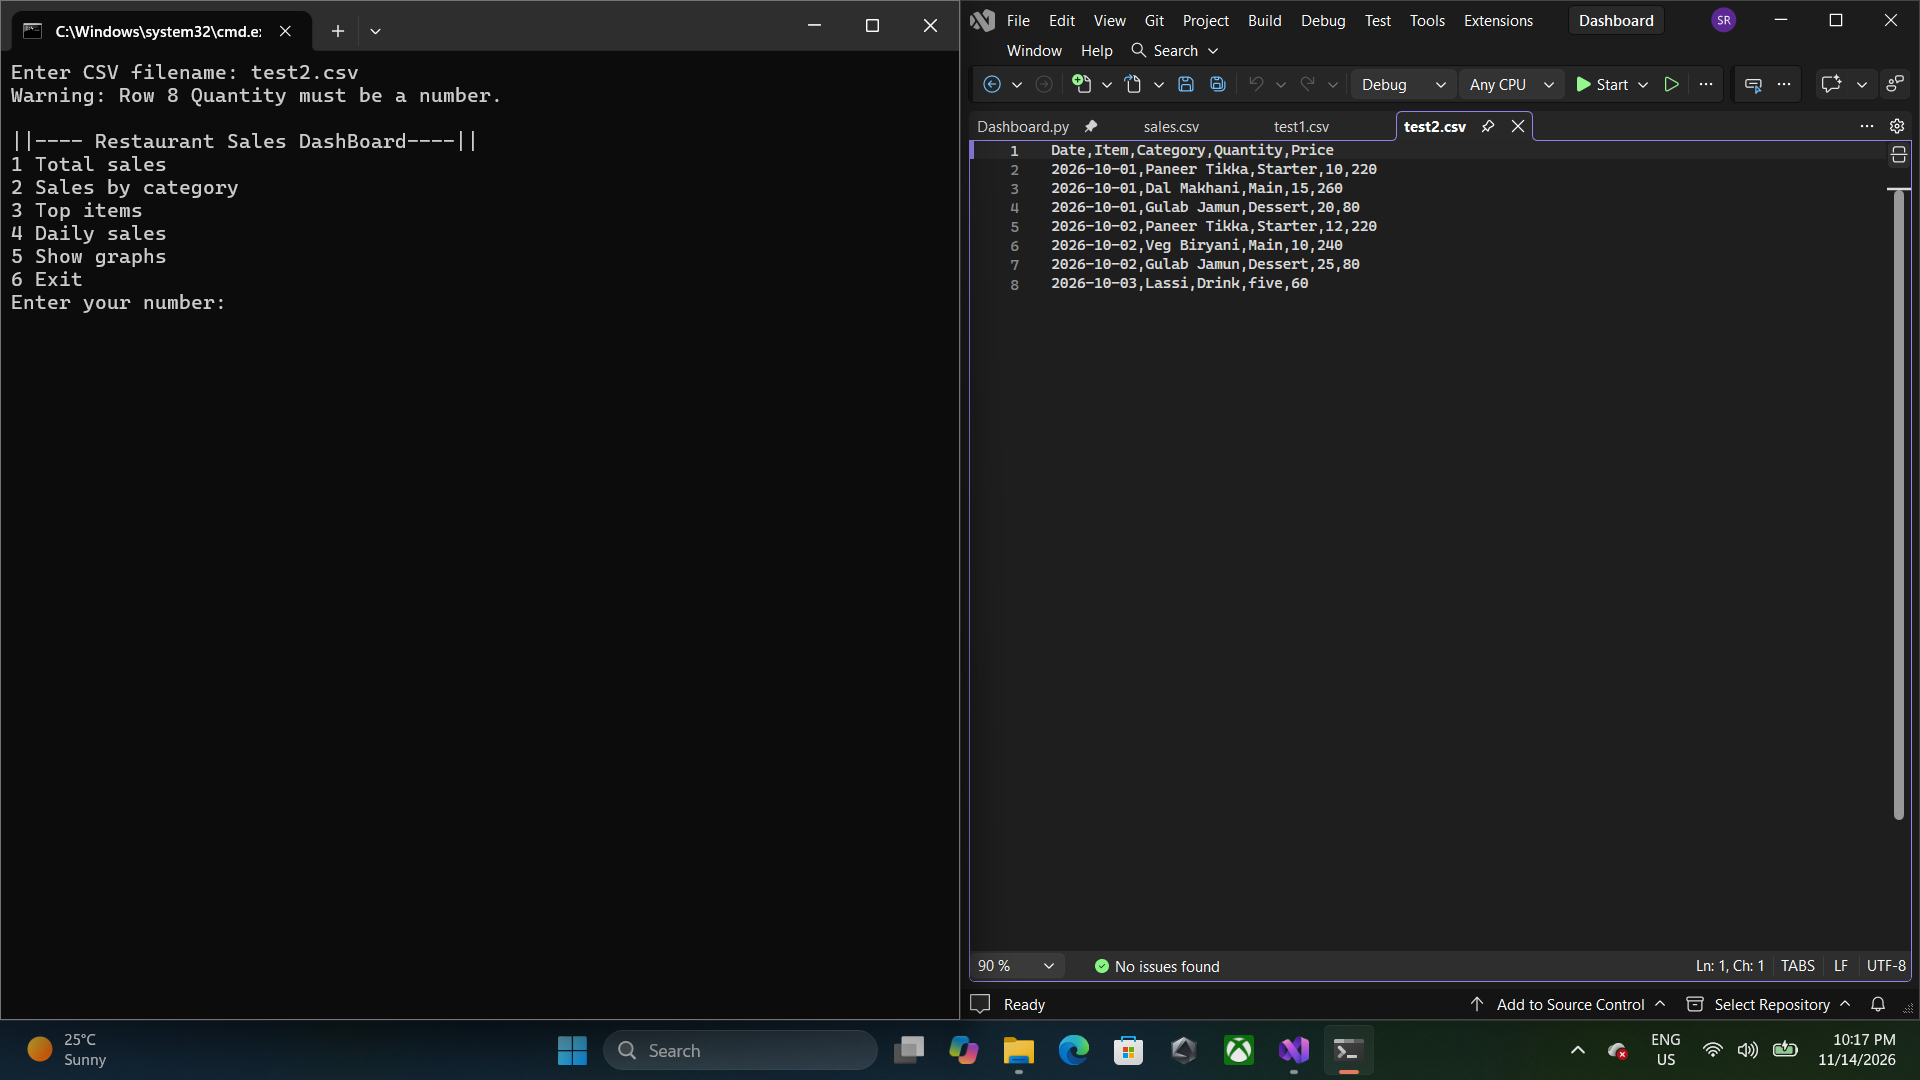 C:\Windows\system32\cmd.e
Enter CSV filename: test2.csv
Warning: Row 8 Quantity must be a number.
||---- Restaurant Sales DashBoard----||
1 Total sales
2 Sales by category
3 Top items
4 Daily sales
5 Show graphs
6 Exit
Enter your number:
File Edit View Git Project Build Debug Test Tools Extensions Dashboard SR
Window Help Search
Debug Any CPU Start
Dashboard.py sales.csv test1.csv test2.csv
1 Date,Item,Category,Quantity,Price
2 2026-10-01,Paneer Tikka,Starter,10,220
3 2026-10-01,Dal Makhani,Main,15,260
4 2026-10-01,Gulab Jamun,Dessert,20,80
5 2026-10-02,Paneer Tikka,Starter,12,220
6 2026-10-02,Veg Biryani,Main,10,240
7 2026-10-02,Gulab Jamun,Dessert,25,80
8 2026-10-03,Lassi,Drink,five,60
90 % No issues found Ln: 1, Ch: 1 TABS LF UTF-8
Ready Add to Source Control Select Repository
25°C
Sunny
Search
ENG
US
10:17 PM
11/14/2026